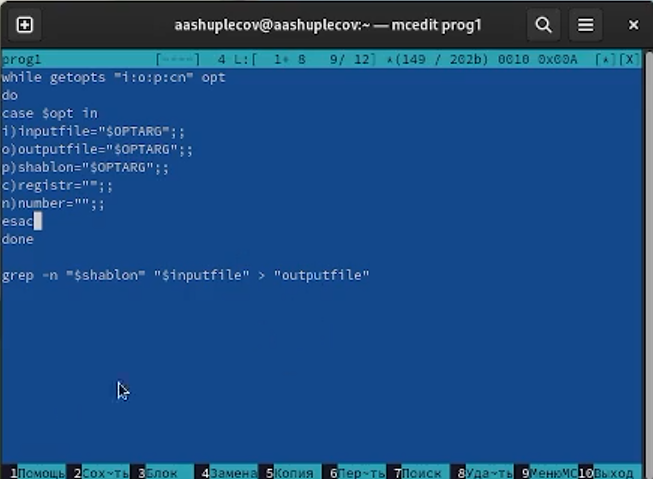 aashuplecov@aashuplecov:~ — mcedit prog1
prog1 [----] 4 L:[ 1+ 8 9/ 12] *(149 / 202b) 0010 0x00A [*][X]
while getopts "i:o:p:cn" opt
do
case $opt in
i)inputfile="$OPTARG";;
o)outputfile="$OPTARG";;
p)shablon="$OPTARG";;
c)registr="";;
n)number="";;
esac
done
grep -n "$shablon" "$inputfile" > "outputfile"
1Помощь 2Сох~ть 3Блок 4Замена 5Копия 6Пер~ть 7Поиск 8Уда~ть 9МенюMC 10Выход